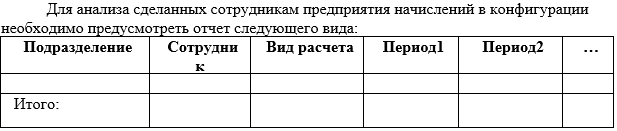 Для анализа сделанных сотрудникам предприятия начислений в конфигурации
необходимо предусмотреть отчет следующего вида:
Подразделение Сотрудни к Вид расчета Период1 Период2 ...
Итого: